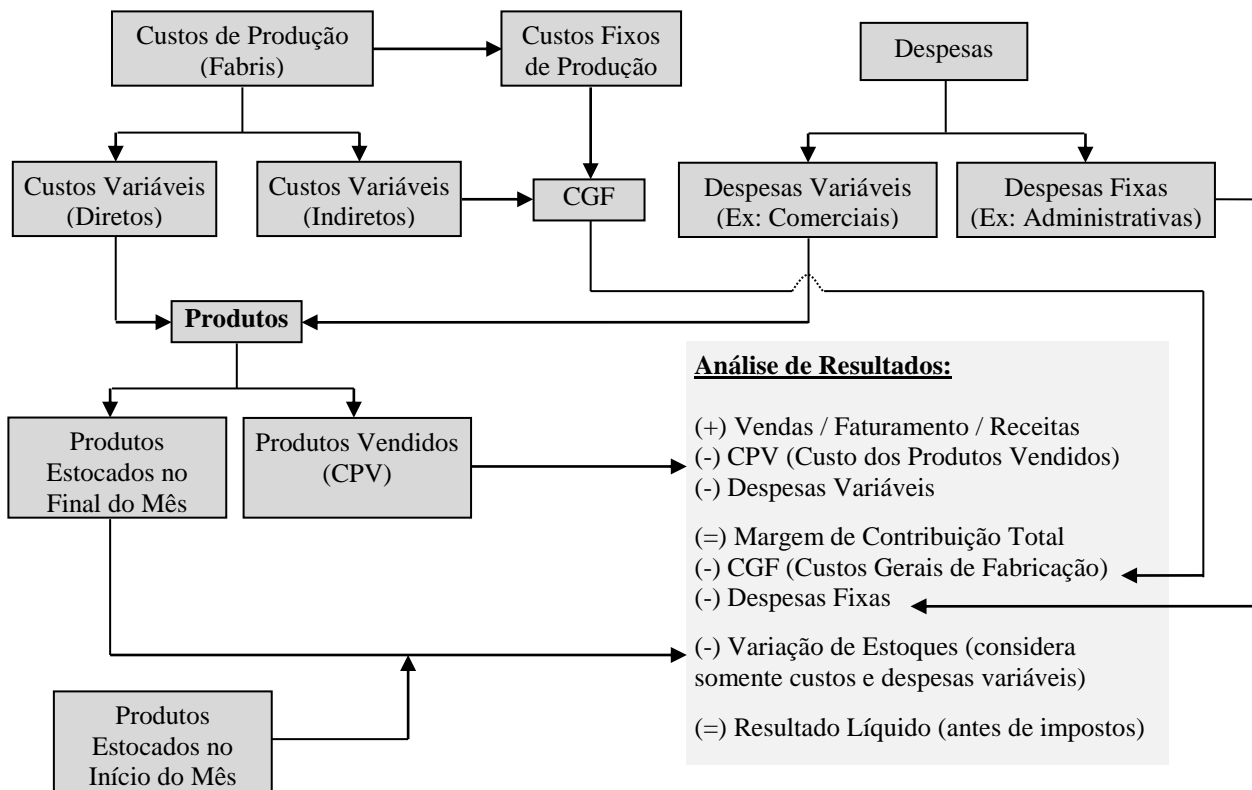 Custos de Produção
(Fabris)
Custos Fixos
de Produção
Despesas
Custos Variáveis
(Diretos)
Custos Variáveis
(Indiretos)
CGF
Despesas Variáveis
(Ex: Comerciais)
Despesas Fixas
(Ex: Administrativas)
Produtos
Produtos
Estocados no
Final do Mês
Produtos Vendidos
(CPV)
Análise de Resultados:
(+) Vendas / Faturamento / Receitas
(-) CPV (Custo dos Produtos Vendidos)
(-) Despesas Variáveis
(=) Margem de Contribuição Total
(-) CGF (Custos Gerais de Fabricação)
(-) Despesas Fixas
(-) Variação de Estoques (considera
somente custos e despesas variáveis)
(=) Resultado Líquido (antes de impostos)
Produtos
Estocados no
Início do Mês